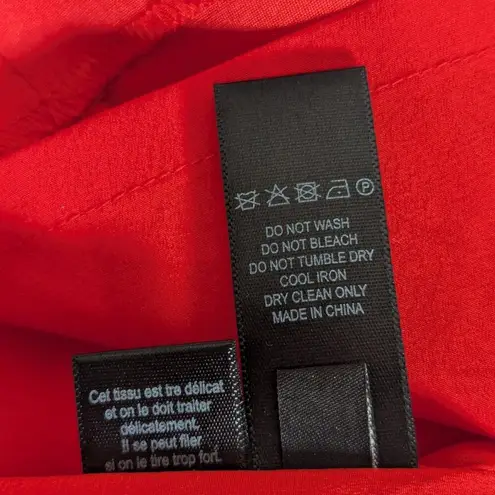 P
DO NOT WASH
DO NOT BLEACH
DO NOT TUMBLE DRY
COOL IRON
DRY CLEAN ONLY
MADE IN CHINA
Cet tissu est tre délicat
et on le doit traiter
délicatement.
Il se peut filer
si on le tire trop fort.